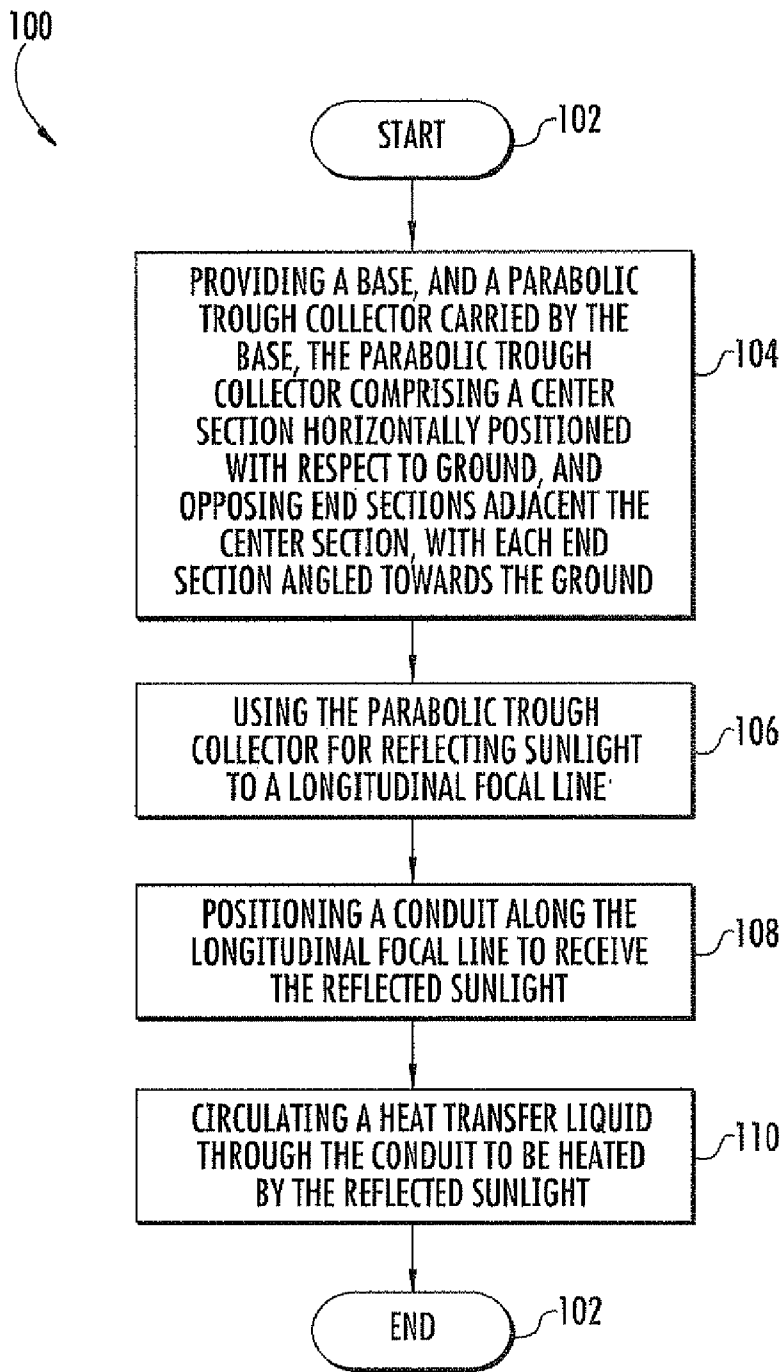 100
START
102
PROVIDING A BASE, AND A PARABOLIC
TROUGH COLLECTOR CARRIED BY THE
BASE, THE PARABOLIC TROUGH
COLLECTOR COMPRISING A CENTER
SECTION HORIZONTALLY POSITIONED
WITH RESPECT TO GROUND, AND
OPPOSING END SECTIONS ADJACENT THE
CENTER SECTION, WITH EACH END
SECTION ANGLED TOWARDS THE GROUND
104
USING THE PARABOLIC TROUGH
COLLECTOR FOR REFLECTING SUNLIGHT
TO A LONGITUDINAL FOCAL LINE
106
POSITIONING A CONDUIT ALONG THE
LONGITUDINAL FOCAL LINE TO RECEIVE
THE REFLECTED SUNLIGHT
108
CIRCULATING A HEAT TRANSFER LIQUID
THROUGH THE CONDUIT TO BE HEATED
BY THE REFLECTED SUNLIGHT
110
END
102